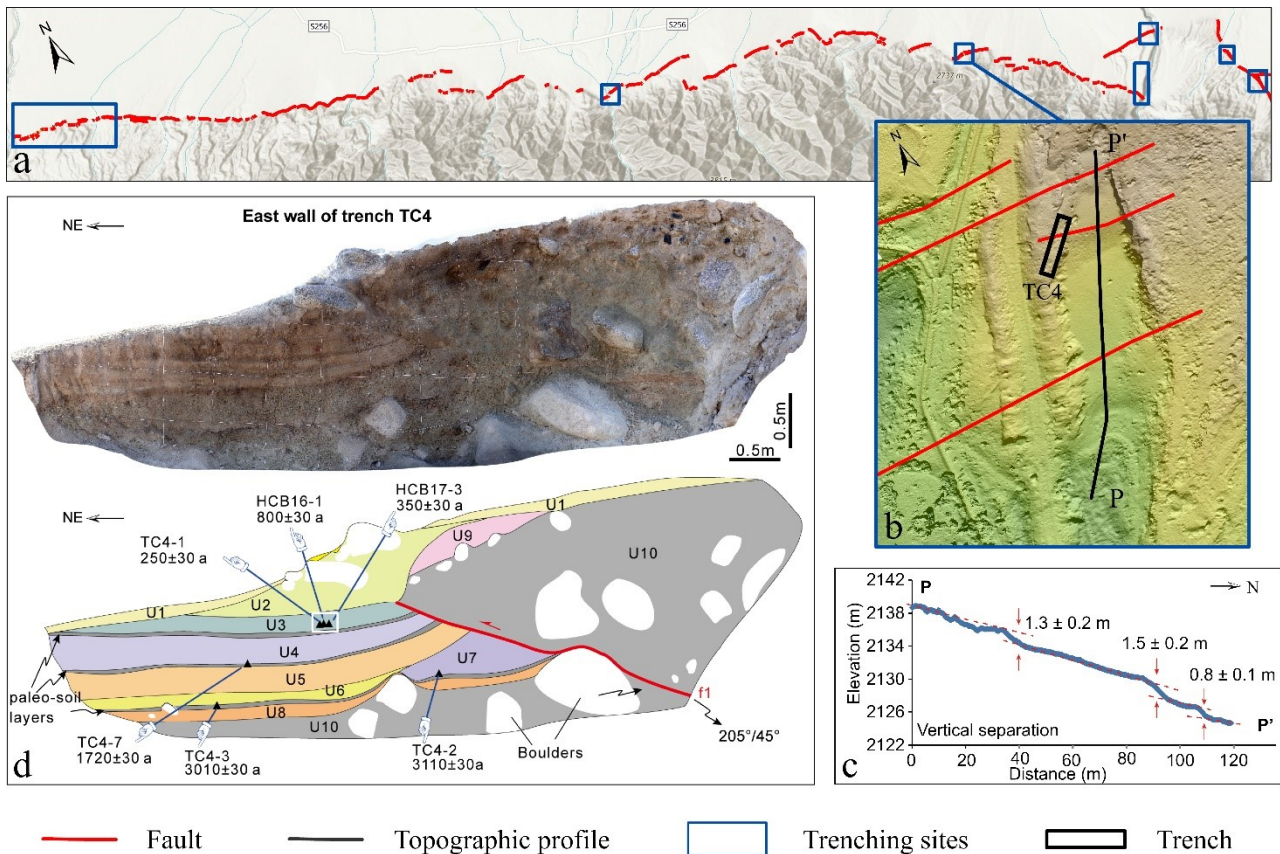 N
S256
S256
2737 m
a
N
P'
TC4
P
b
East wall of trench TC4
NE
0.5m
0.5m
NE
HCB16-1
800±30 a
HCB17-3
350±30 a
TC4-1
250±30 a
U1
U9
U10
U2
U1
U3
U4
U7
U5
U6
U8
U10
f1
paleo-soil
layers
Boulders
205°/45°
TC4-7
1720±30 a
TC4-3
3010±30 a
TC4-2
3110±30a
d
2142
2138
2134
2130
2126
2122
Elevation (m)
P
N
1.3 ± 0.2 m
1.5 ± 0.2 m
0.8 ± 0.1 m
P'
Vertical separation
0
20
40
60
80
100
120
Distance (m)
c
Fault
Topographic profile
Trenching sites
Trench